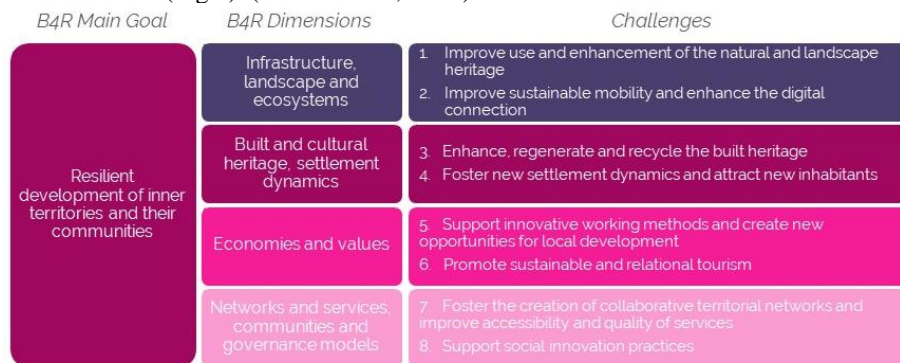 B4R Main Goal
B4R Dimensions
Challenges
Resilient
development of inner
territories and their
communities
Infrastructure,
landscape and
ecosystems
1. Improve use and enhancement of the natural and landscape
heritage
2. Improve sustainable mobility and enhance the digital
connection
Built and cultural
heritage, settlement
dynamics
3. Enhance, regenerate and recycle the built heritage
4. Foster new settlement dynamics and attract new inhabitants
Economies and values
5. Support innovative working methods and create new
opportunities for local development
6. Promote sustainable and relational tourism
Networks and services,
communities and
governance models
7. Foster the creation of collaborative territorial networks and
improve accessibility and quality of services
8. Support social innovation practices